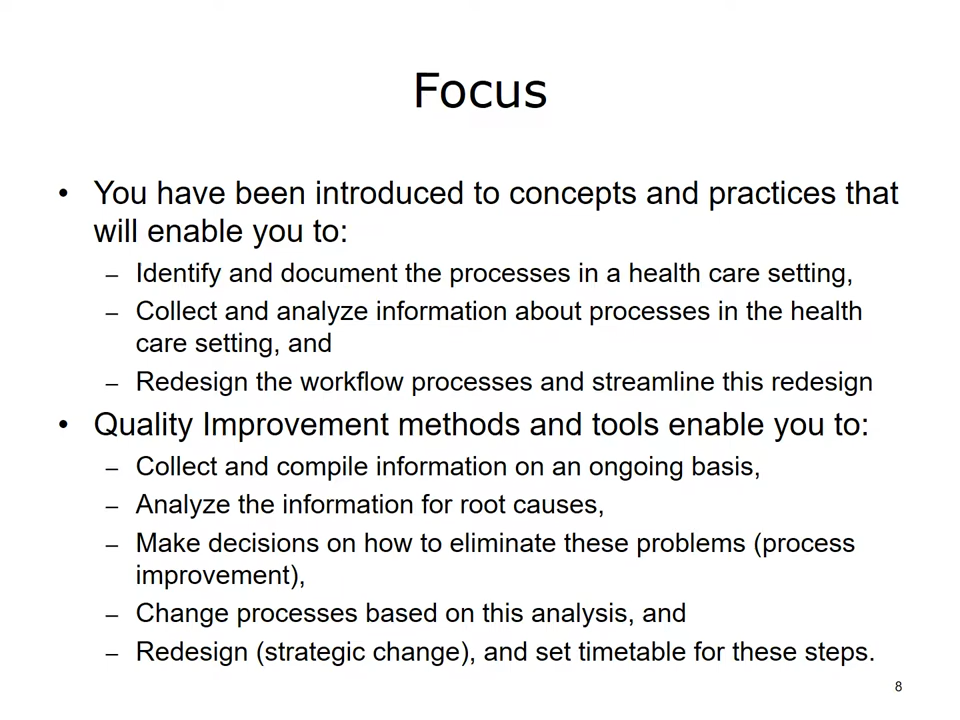 Focus
• You have been introduced to concepts and practices that
will enable you to:
– Identify and document the processes in a health care setting,
– Collect and analyze information about processes in the health
care setting, and
– Redesign the workflow processes and streamline this redesign
• Quality Improvement methods and tools enable you to:
– Collect and compile information on an ongoing basis,
– Analyze the information for root causes,
– Make decisions on how to eliminate these problems (process
improvement),
– Change processes based on this analysis, and
– Redesign (strategic change), and set timetable for these steps.
8